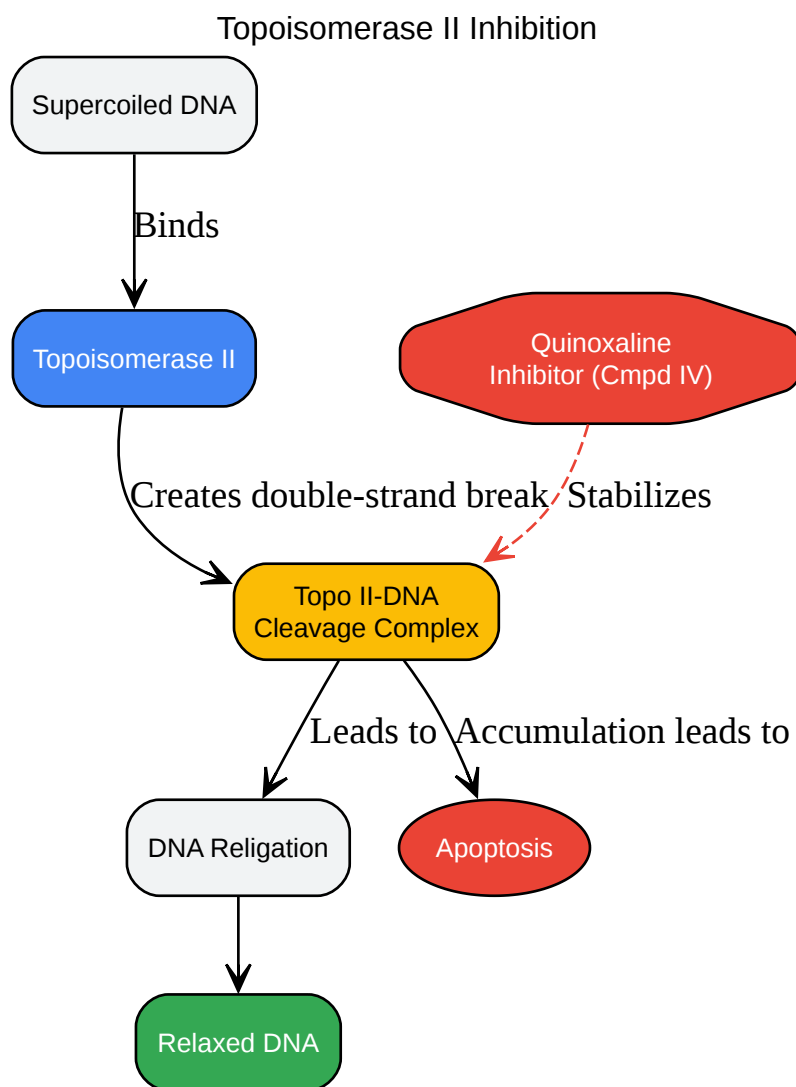 Topoisomerase II Inhibition
Supercoiled DNA
Binds
Topoisomerase II
Quinoxaline
Inhibitor (Cmpd IV)
Creates double-strand break
Stabilizes
Topo II-DNA
Cleavage Complex
Leads to
Accumulation leads to
DNA Religation
Apoptosis
Relaxed DNA